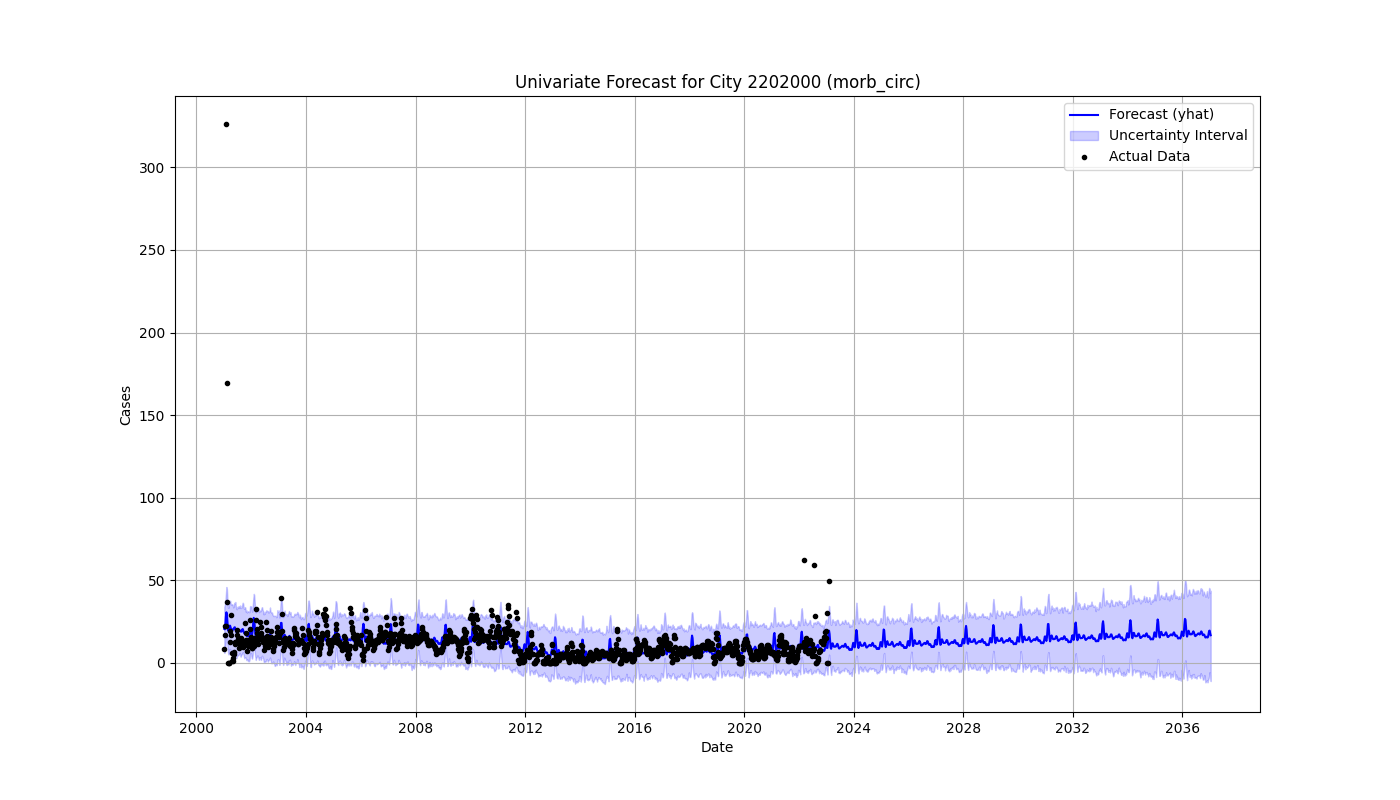 Univariate Forecast for City 2202000 (morb_circ)
Forecast (yhat)
Uncertainty Interval
Actual Data
Cases
300
250
200
150
100
50
0
2000 2004 2008 2012 2016 2020 2024 2028 2032 2036
Date